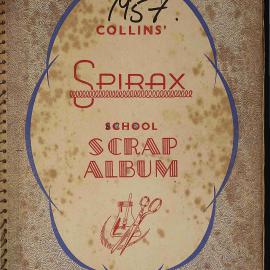 1957.
COLLINS'
SPIRAX
SCHOOL
SCRAP
ALBUM